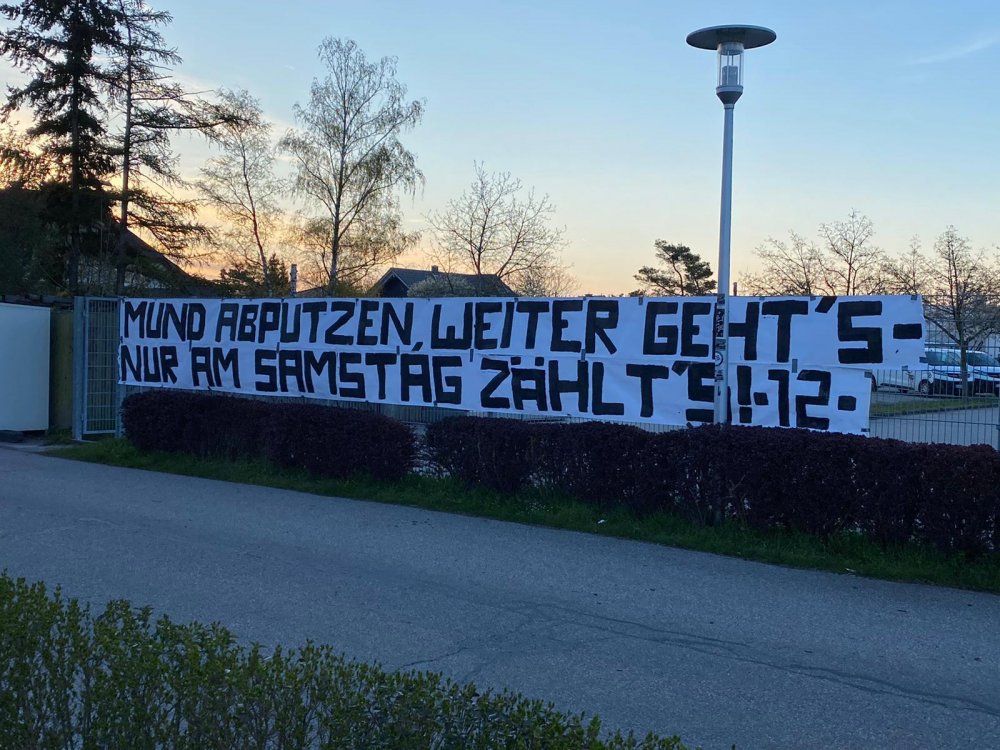 MUND ABPUTZEN, WEITER GEHT'S-
NUR AM SAMSTAG ZÄHLT'S!-12-